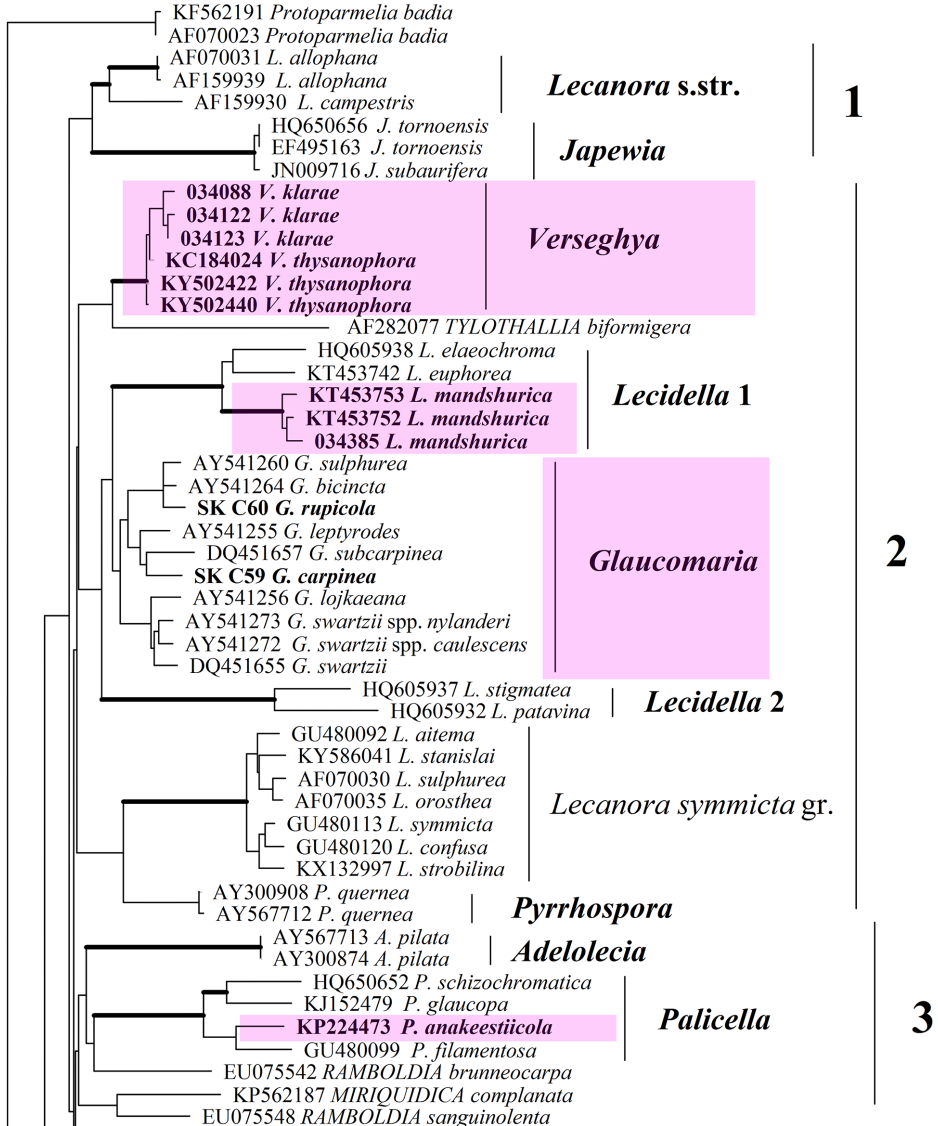 KF562191 Protoparmelia badia
AF070023 Protoparmelia badia
AF070031 L. allophana
AF159939 L. allophana
AF159930 L. campestris
Lecanora s.str.
1
HQ650656 J. tornoensis
EF495163 J. tornoensis
JN009716 J. subaurifera
Japewia
034088 V. klarae
034122 V. klarae
034123 V. klarae
KC184024 V. thysanophora
KY502422 V. thysanophora
KY502440 V. thysanophora
Verseghya
AF282077 TYLOTHALLIA biformigera
HQ605938 L. elaeochroma
KT453742 L. euphorea
KT453753 L. mandshurica
KT453752 L. mandshurica
034385 L. mandshurica
Lecidella 1
AY541260 G. sulphurea
AY541264 G. bicincta
SK C60 G. rupicola
AY541255 G. leptyrodes
DQ451657 G. subcarpinea
SK C59 G. carpinea
AY541256 G. lojkaeana
AY541273 G. swartzii spp. nylanderi
AY541272 G. swartzii spp. caulescens
DQ451655 G. swartzii
Glaucomaria
2
HQ605937 L. stigmatea
HQ605932 L. patavina
Lecidella 2
GU480092 L. aitema
KY586041 L. stanislai
AF070030 L. sulphurea
AF070035 L. orosthea
GU480113 L. symmicta
GU480120 L. confusa
KX132997 L. strobilina
Lecanora symmicta gr.
AY300908 P. quernea
AY567712 P. quernea
Pyrrhospora
AY567713 A. pilata
AY300874 A. pilata
Adelolecia
HQ650652 P. schizochromatica
KJ152479 P. glaucopa
KP224473 P. anakeestiicola
GU480099 P. filamentosa
Palicella
3
EU075542 RAMBOLDIA brunneocarpa
KP562187 MIRIQUIDICA complanata
EU075548 RAMBOLDIA sanguinolenta